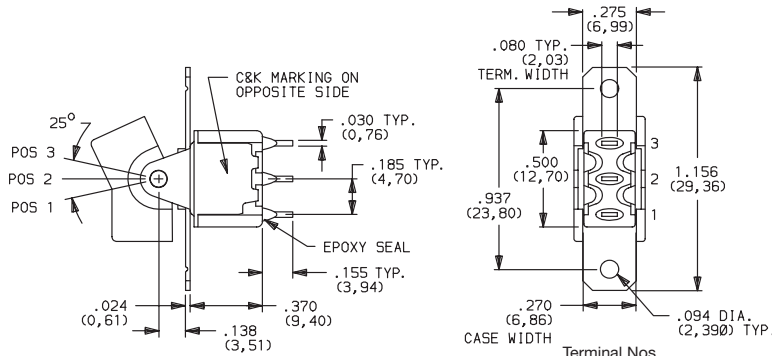 C&K MARKING ON
OPPOSITE SIDE
25°
POS 3
POS 2
POS 1
.030 TYP.
(0,76)
.185 TYP.
(4,70)
EPOXY SEAL
.155 TYP.
(3,94)
.024
(0,61)
.370
(9,40)
.138
(3,51)
.275
(6,99)
.080 TYP.
(2,03)
TERM. WIDTH
.500
(12,70)
.937
(23,80)
3
2
1
1.156
(29,36)
.270
(6,86)
CASE WIDTH
.094 DIA.
(2,390) TYP.
Terminal Nos